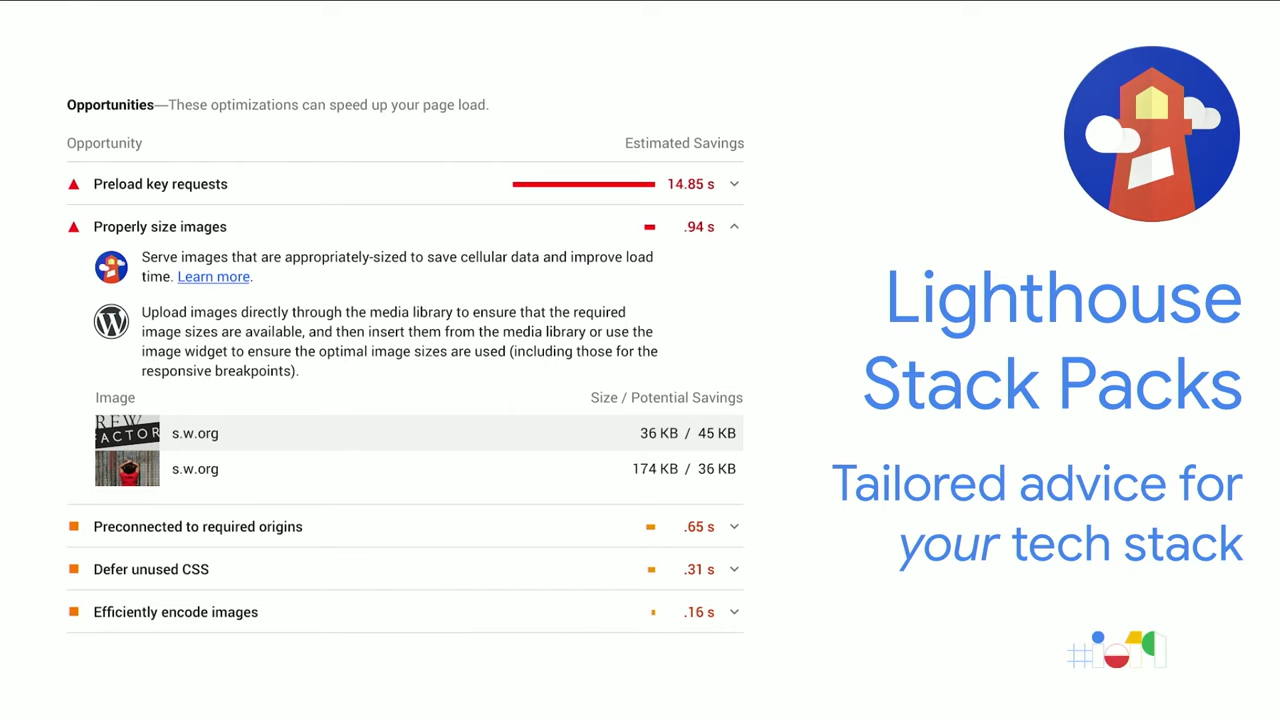 Opportunities—These optimizations can speed up your page load.
Opportunity Estimated Savings
Preload key requests 14.85 s
Properly size images .94 s
Serve images that are appropriately-sized to save cellular data and improve load
time. Learn more.
Upload images directly through the media library to ensure that the required
image sizes are available, and then insert them from the media library or use the
image widget to ensure the optimal image sizes are used (including those for the
responsive breakpoints).
Image Size / Potential Savings
ACTOR
s.w.org 36 KB / 45 KB
s.w.org 174 KB / 36 KB
Preconnected to required origins .65 s
Defer unused CSS .31 s
Efficiently encode images .16 s
Lighthouse
Stack Packs
Tailored advice for
your tech stack
#io19